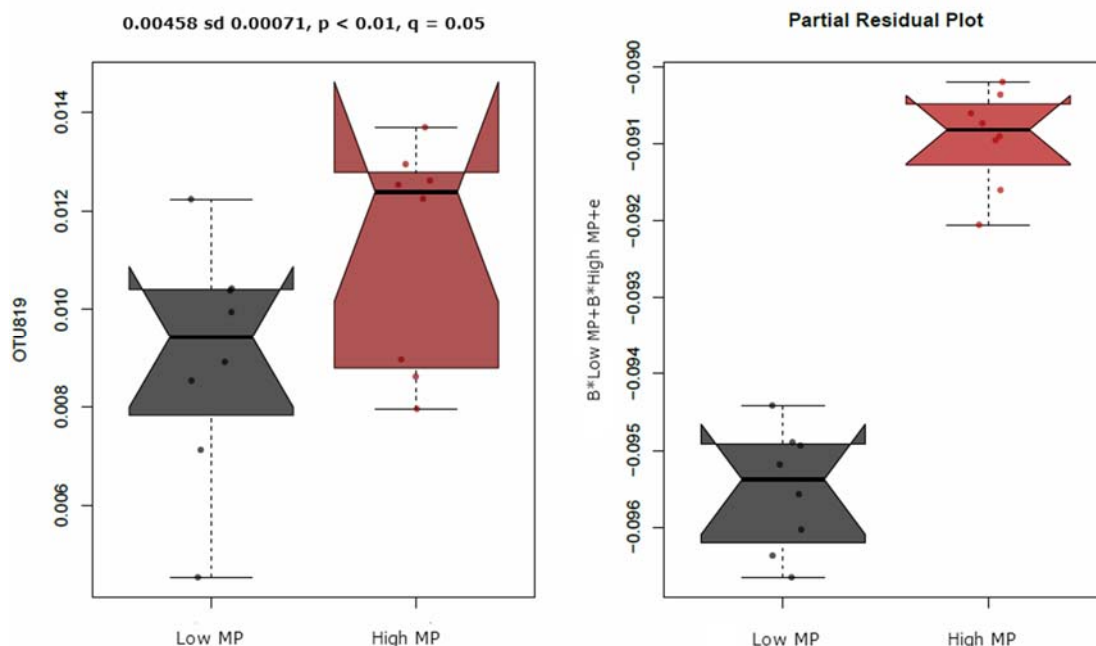 0.00458 sd 0.00071, p < 0.01, q = 0.05
OTU819
0.014
0.012
0.010
0.008
0.006
Low MP
High MP
Partial Residual Plot
B*Low MP+B*High MP+e
−0.090
−0.091
−0.092
−0.093
−0.094
−0.095
−0.096
Low MP
High MP